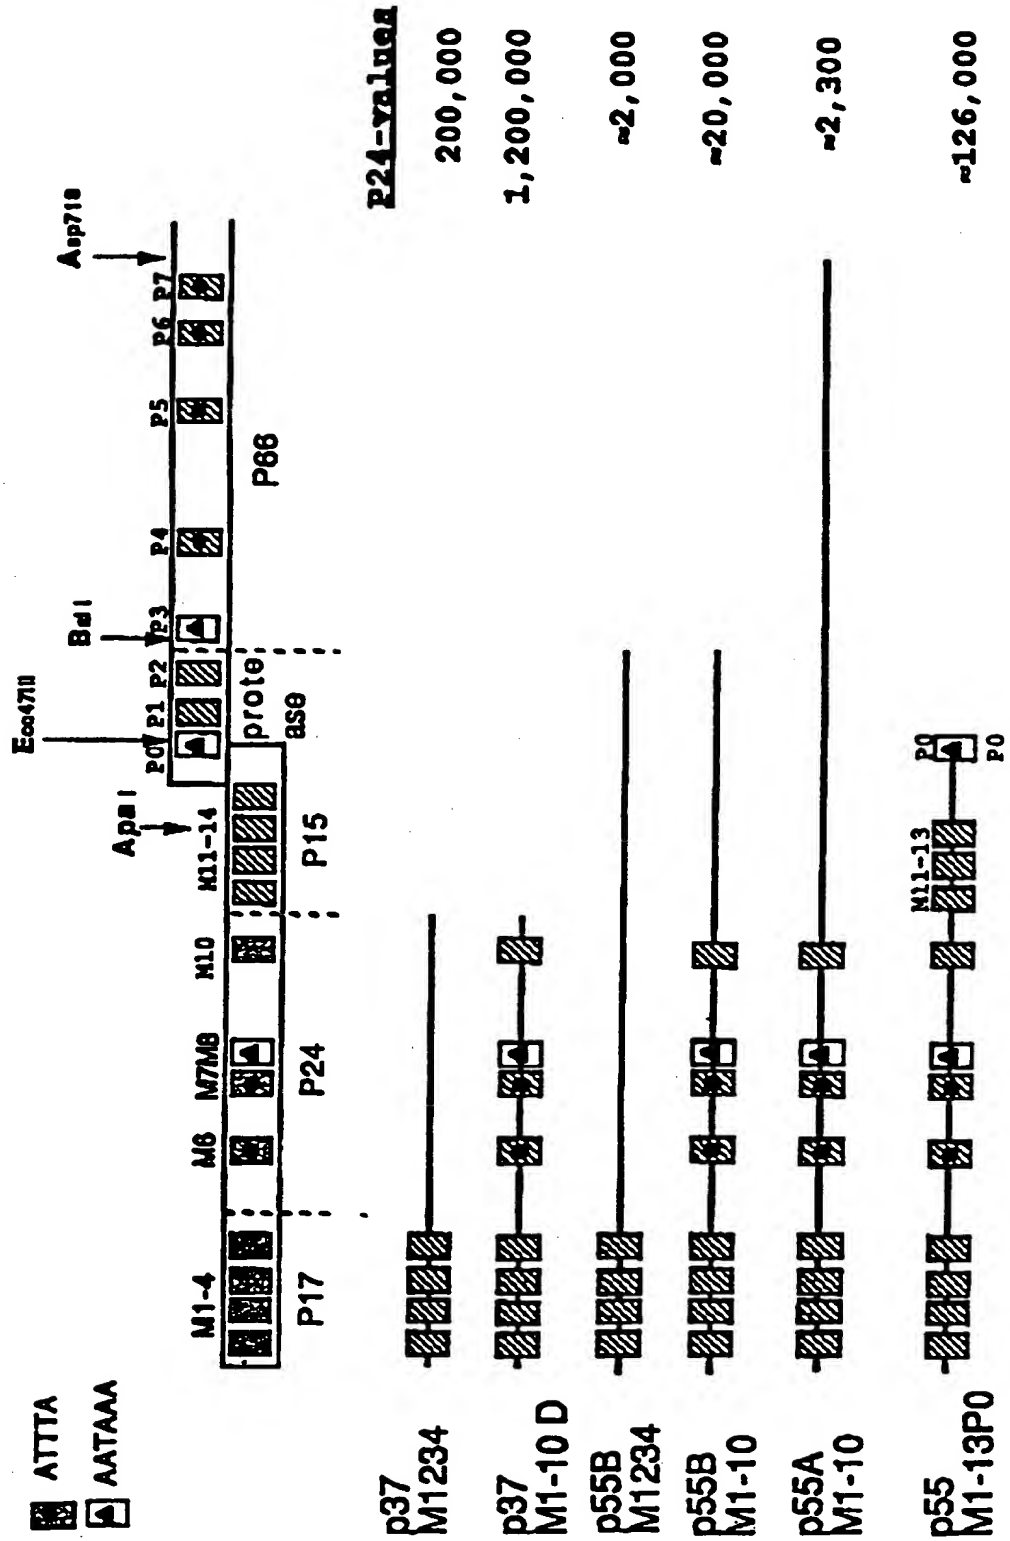 ATTTA
AATAAA
Eco47III
Bcl I
Asp718
ApaI
P0 P1 P2 P3 P4 P5 P6 P7
M1-4 M6 M7M8 M10 M11-14
prote
ase
P66
P17 P24 P15
P24-values
p37
M1234
200,000
p37
M1-10 D
1,200,000
p55B
M1234
≈2,000
p55B
M1-10
≈20,000
p55A
M1-10
≈2,300
p55
M1-13P0
M11-13
P0
P0
≈126,000